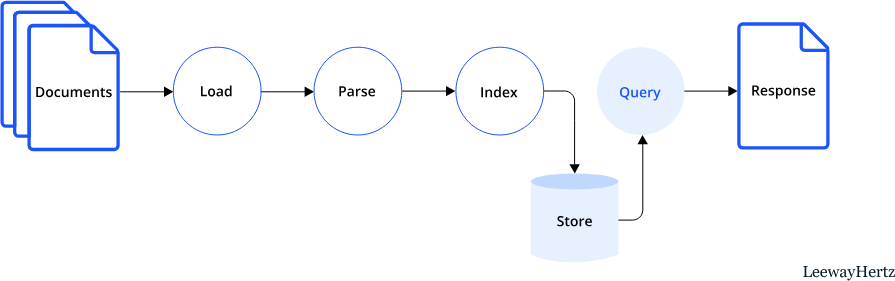 Documents
Load
Parse
Index
Query
Response
Store
LeewayHertz